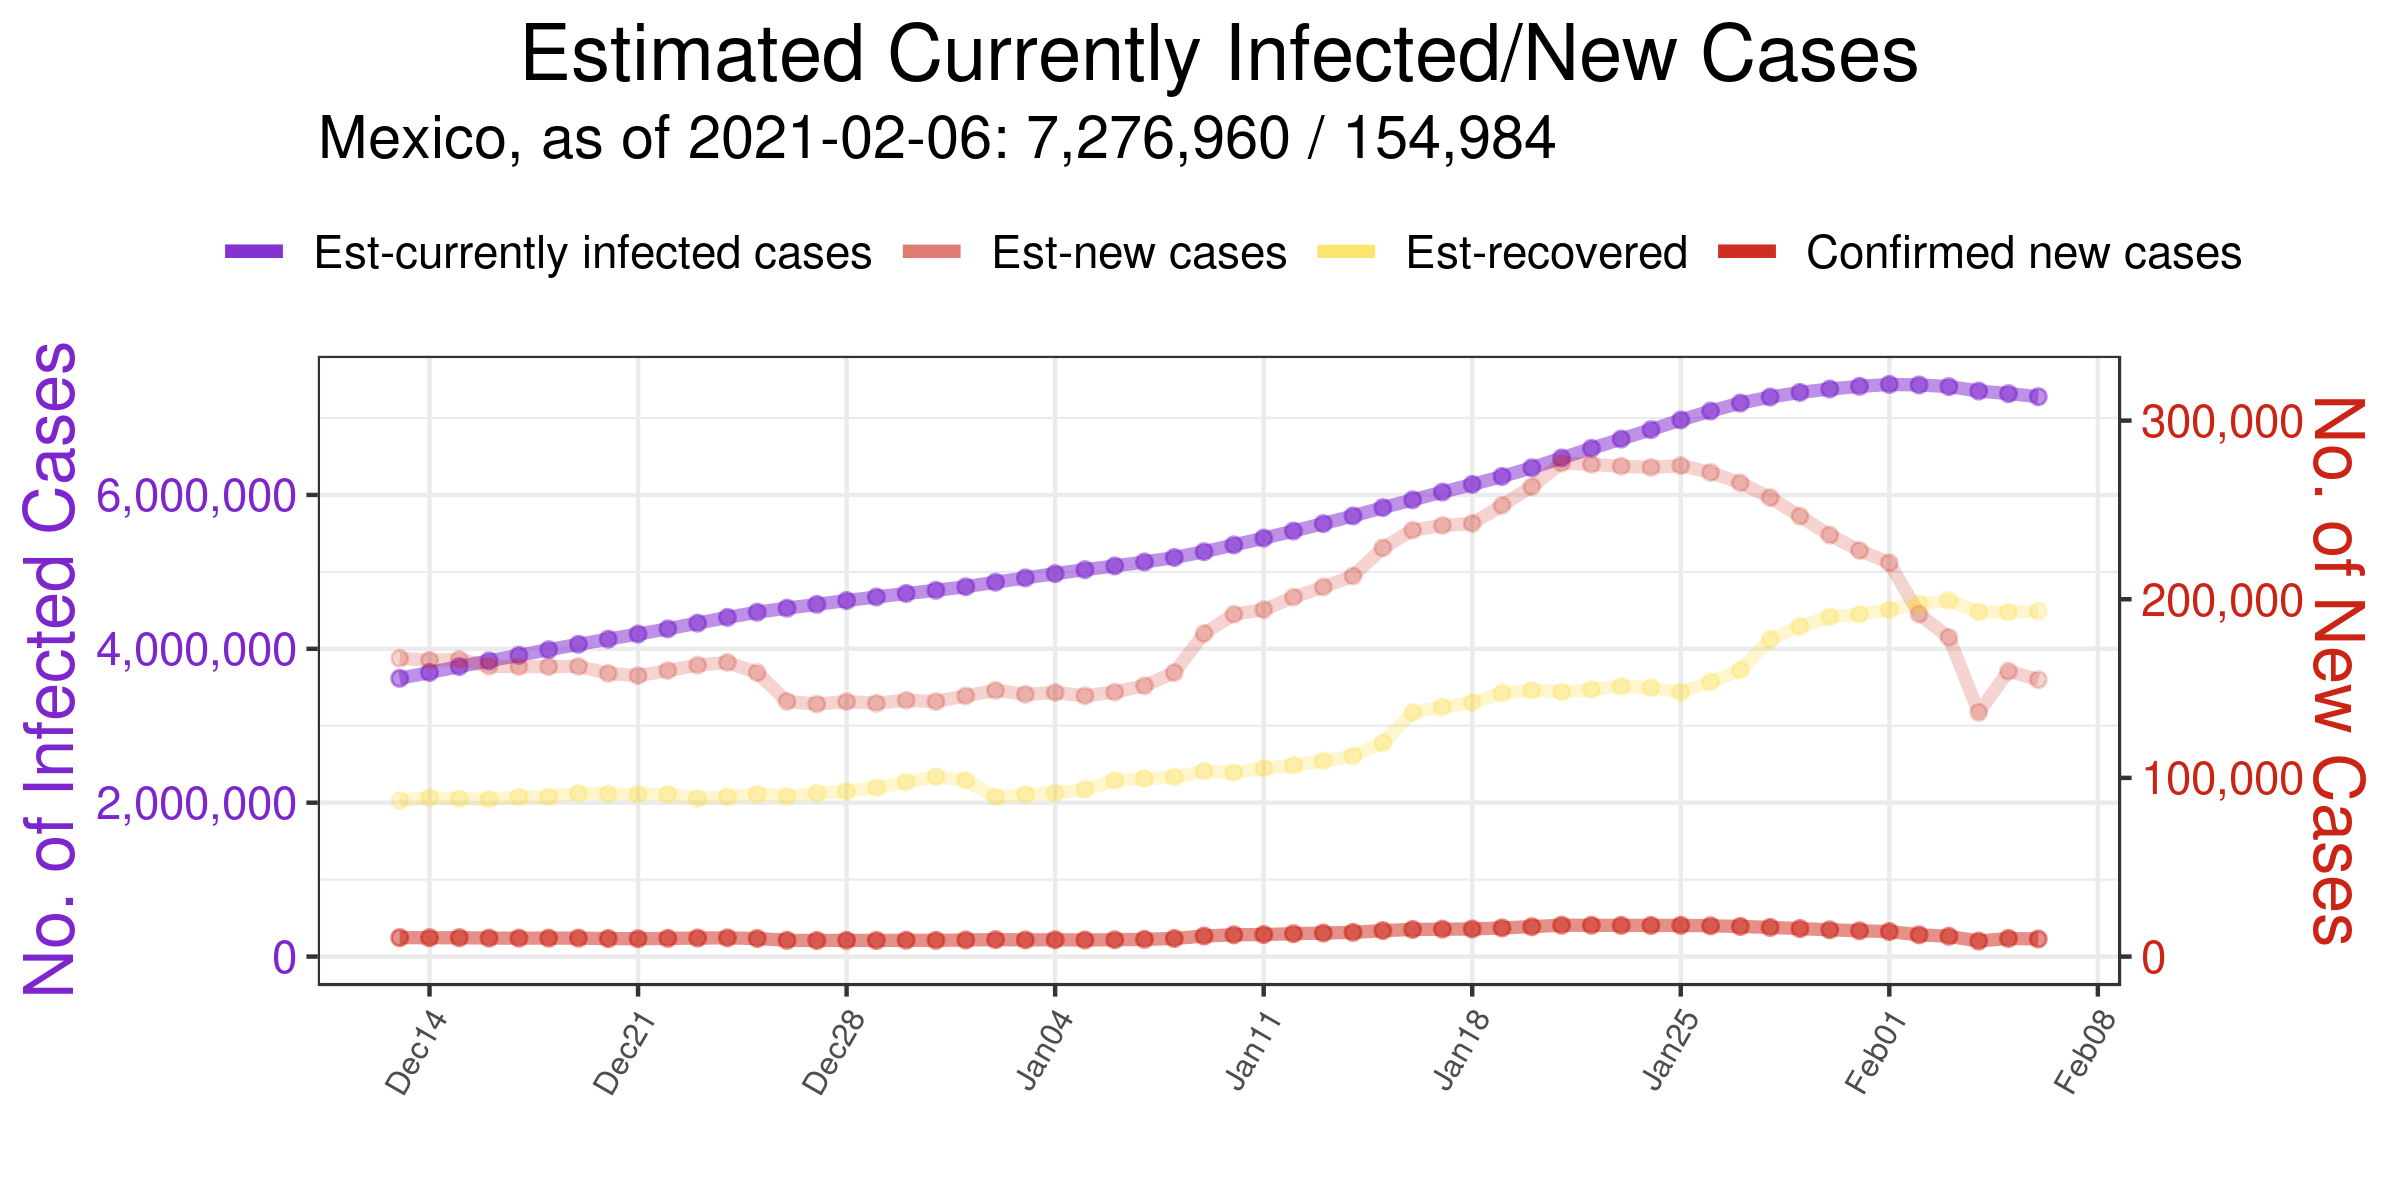 Estimated Currently Infected/New Cases
Mexico, as of 2021-02-06: 7,276,960 / 154,984
Est-currently infected cases Est-new cases Est-recovered Confirmed new cases
No. of Infected Cases
6,000,000
4,000,000
2,000,000
0
300,000
200,000
100,000
0
No. of New Cases
Dec14 Dec21 Dec28 Jan04 Jan11 Jan18 Jan25 Feb01 Feb08